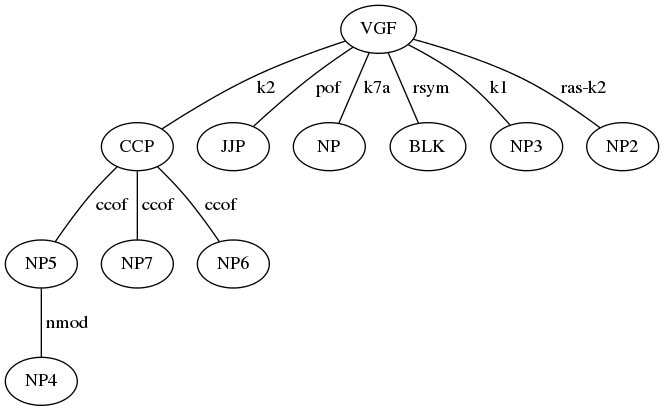 VGF
k2 pof k7a rsym k1 ras-k2
CCP JJP NP BLK NP3 NP2
ccof ccof ccof
NP5 NP7 NP6
nmod
NP4